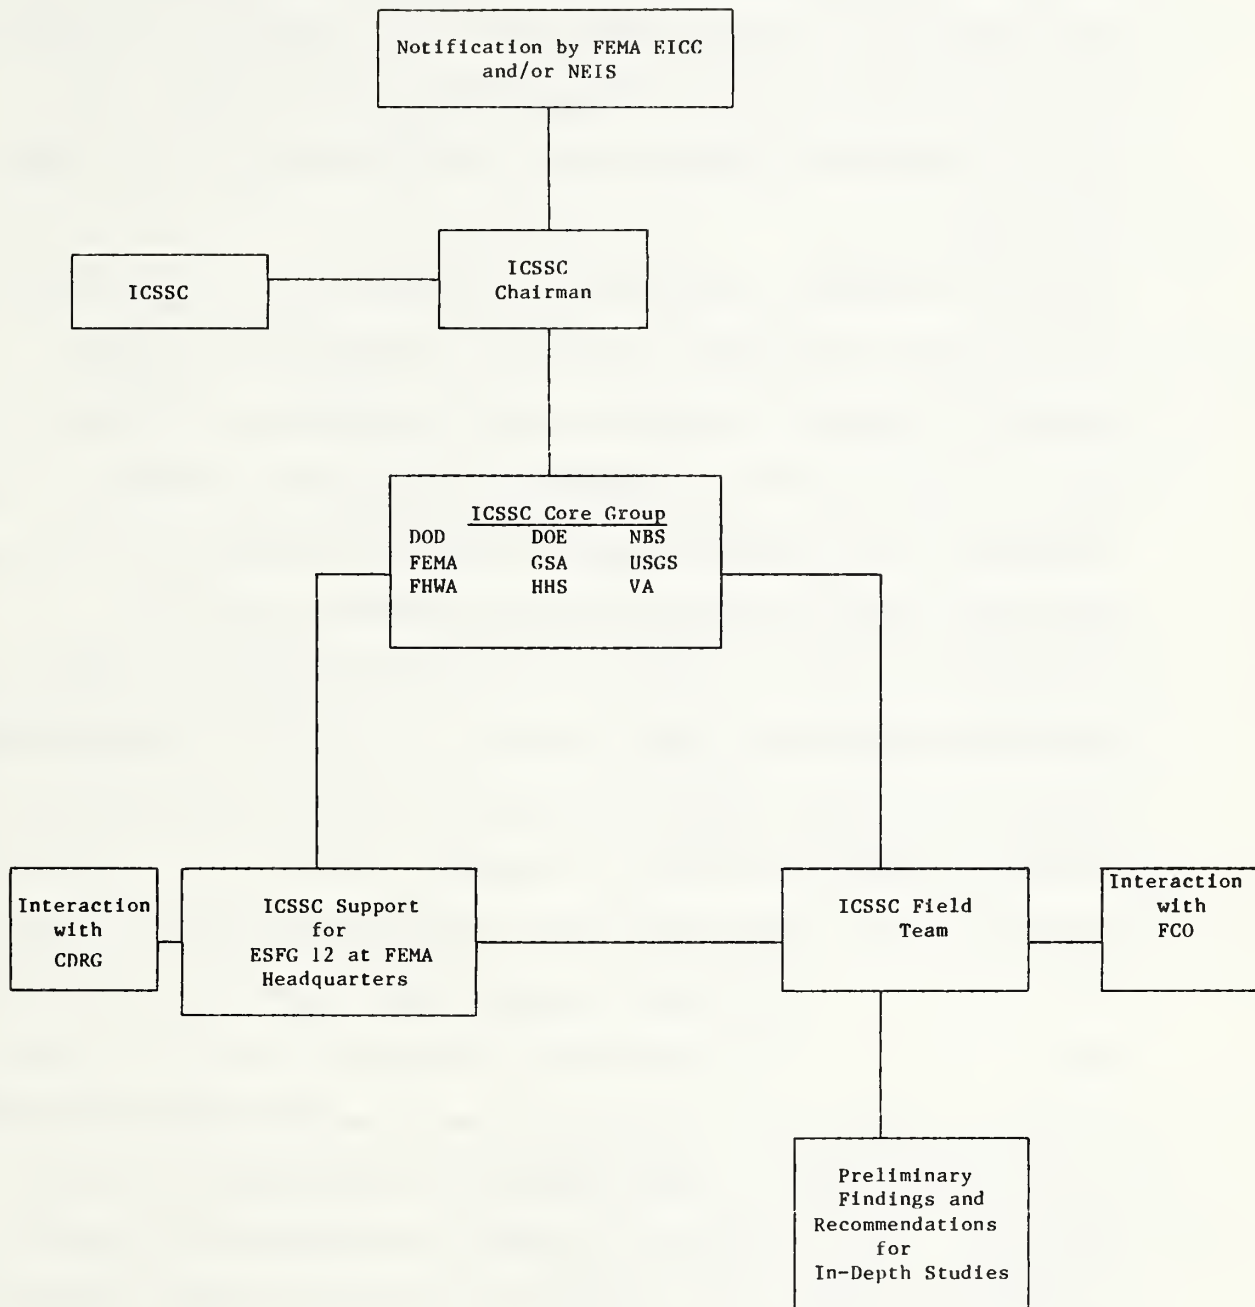 Notification by FEMA EICC
and/or NEIS
ICSSC
ICSSC
Chairman
ICSSC Core Group
DOD DOE NBS
FEMA GSA USGS
FHWA HHS VA
Interaction
with
CDRG
ICSSC Support
for
ESFG 12 at FEMA
Headquarters
ICSSC Field
Team
Interaction
with
FCO
Preliminary
Findings and
Recommendations
for
In-Depth Studies